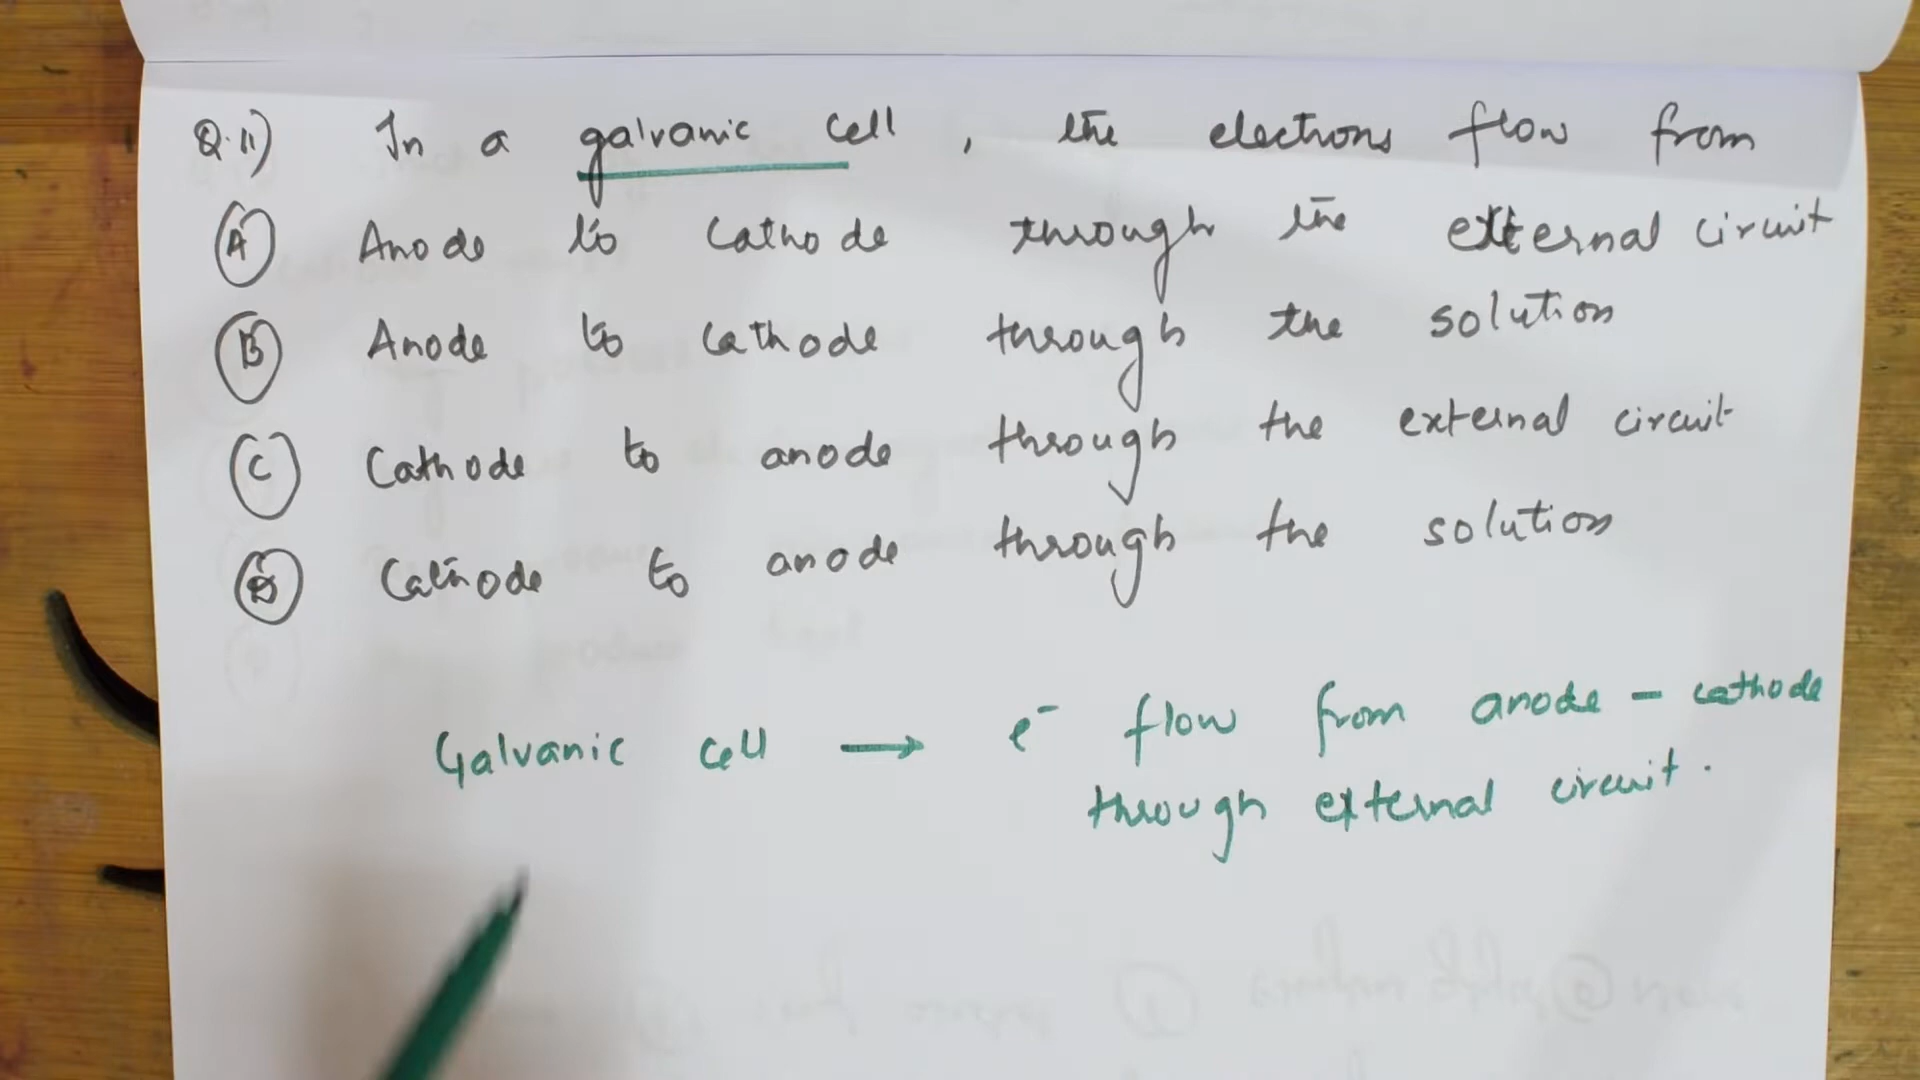 Q.11) In a galvanic cell, the electrons flow from
(A) Anode to Cathode through the external circuit
(B) Anode to Cathode through the solution
(C) Cathode to anode through the external circuit
(D) Cathode to anode through the solution
Galvanic cell → e⁻ flow from anode - cathode
through external circuit.